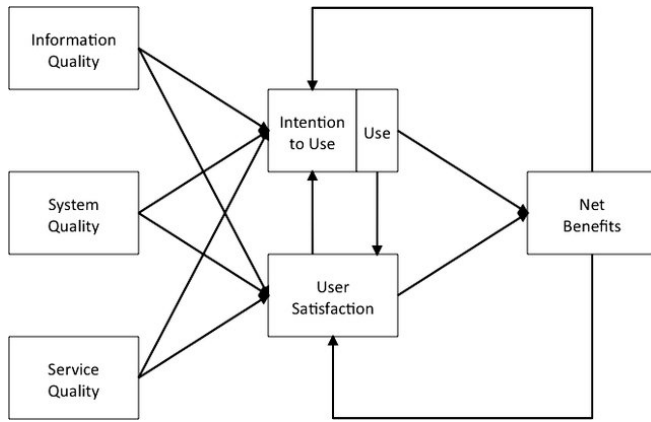 Information
Quality
System
Quality
Service
Quality
Intention
to Use
Use
User
Satisfaction
Net
Benefits